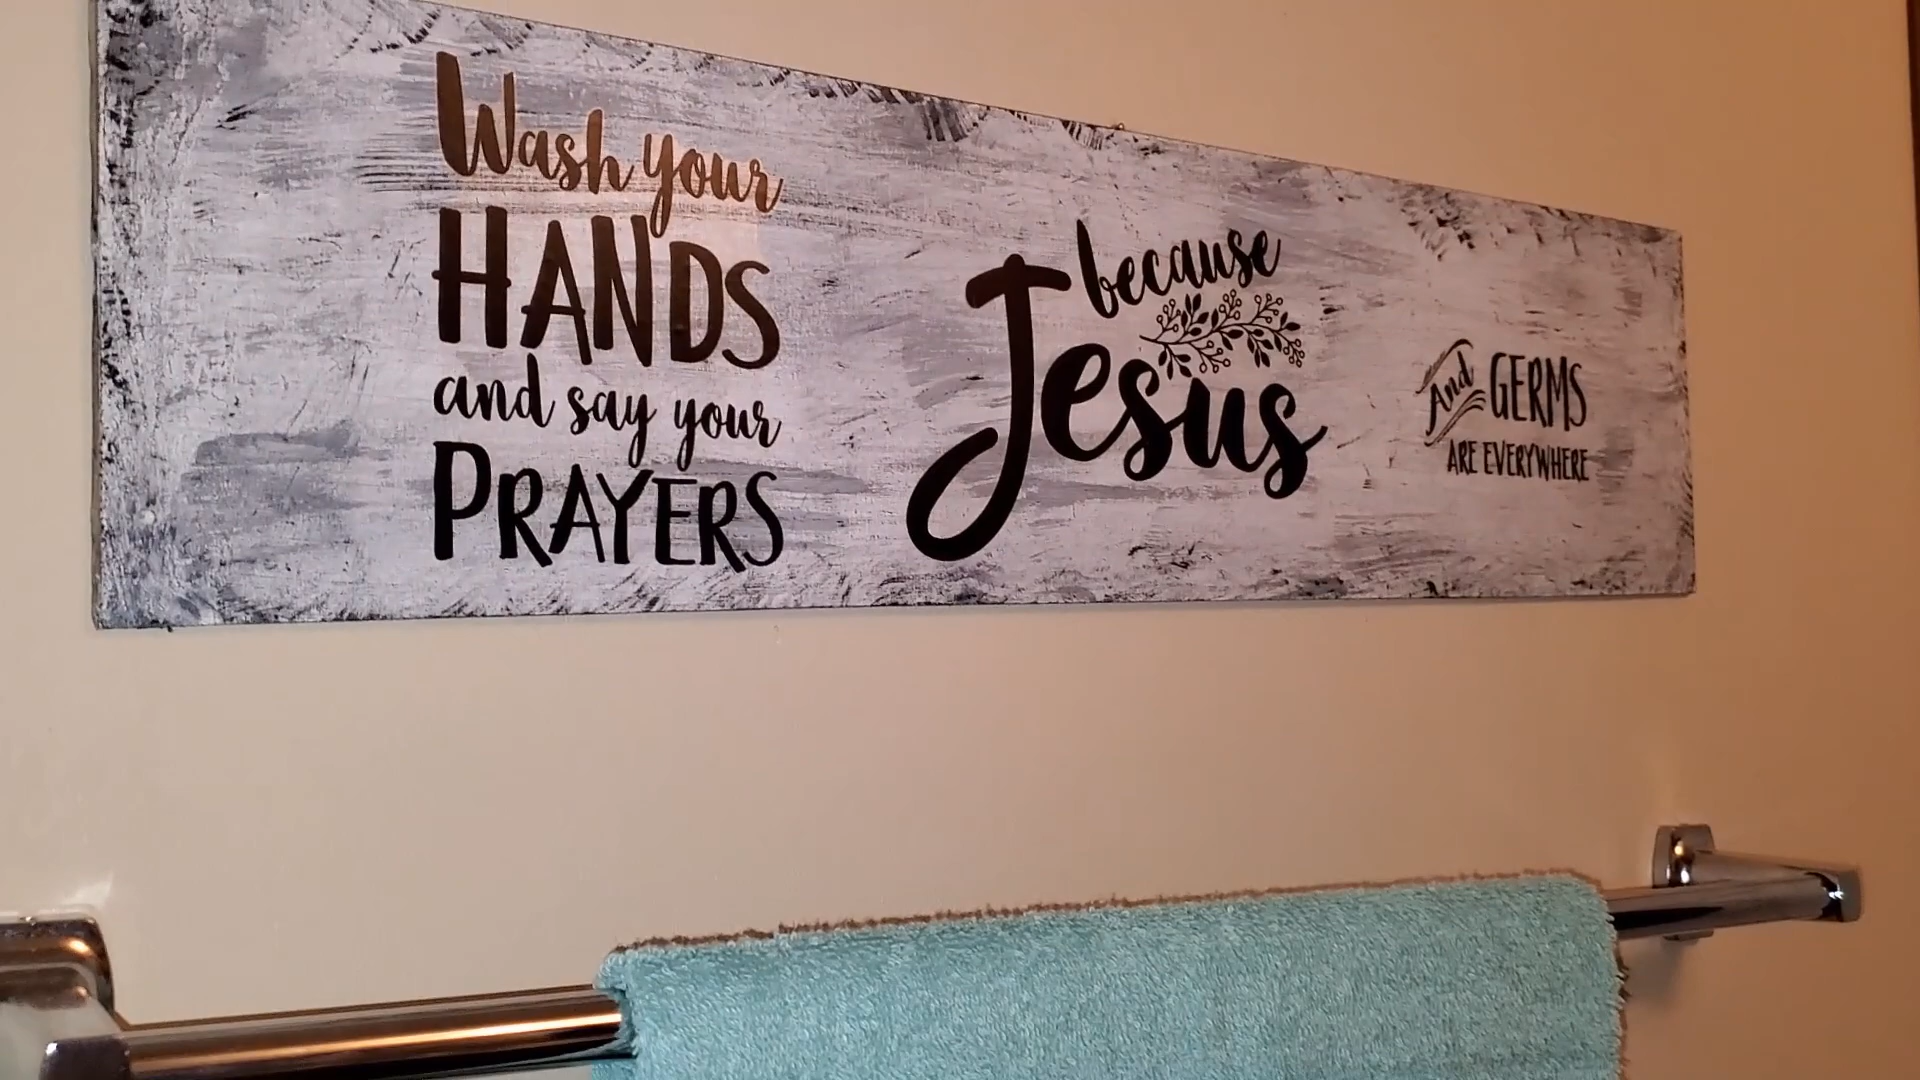 Wash your
HANDS
and say your
PRAYERS
because
Jesus
And GERMS
ARE EVERYWHERE